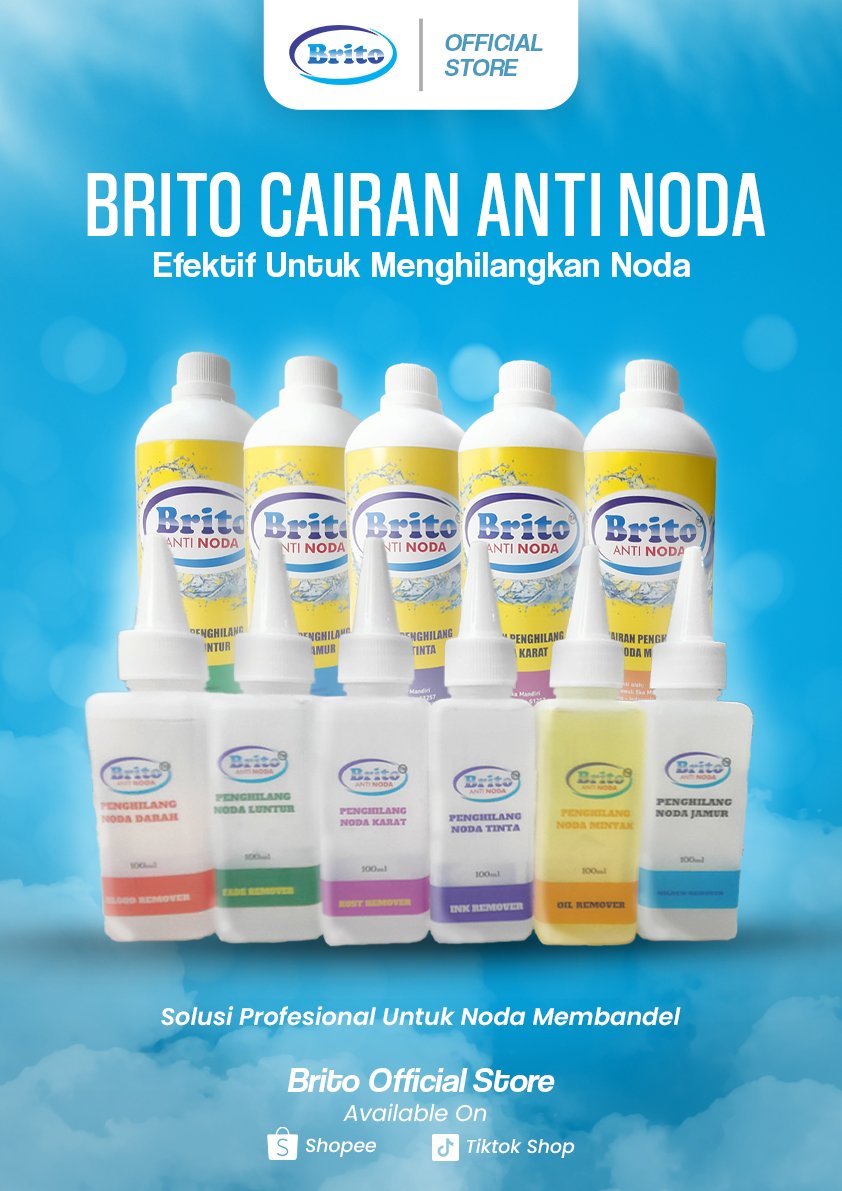 Brito
OFFICIAL
STORE
BRITO CAIRAN ANTI NODA
Efektif Untuk Menghilangkan Noda
Brito
ANTI NODA
Brito
ANTI NODA
Brito
ANTI NODA
Brito
ANTI NODA
Brito
ANTI NODA
PENGHILANG
PENGHILANG
TINTA
PENGHILANG
KARAT
Mandiri
Mandiri
Brito
ANTI NODA
PENGHILANG
NODA DARAH
100ml
BLOOD REMOVER
Brito
ANTI NODA
PENGHILANG
NODA LUNTUR
100ml
FADE REMOVER
Brito
ANTI NODA
PENGHILANG
NODA KARAT
100ml
RUST REMOVER
Brito
ANTI NODA
PENGHILANG
NODA TINTA
100ml
INK REMOVER
Brito
ANTI NODA
PENGHILANG
NODA MINYAK
100ml
OIL REMOVER
Brito
ANTI NODA
PENGHILANG
NODA JAMUR
100ml
Solusi Profesional Untuk Noda Membandel
Brito Official Store
Available On
Shopee
Tiktok Shop